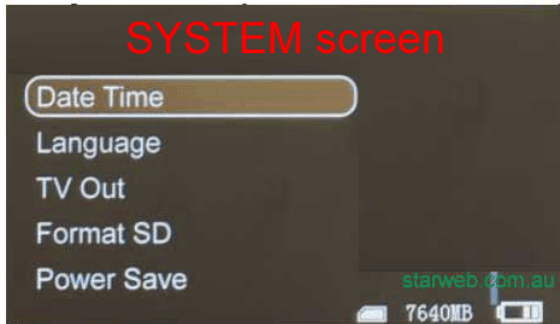 SYSTEM screen
Date Time
Language
TV Out
Format SD
Power Save
starweb.com.au
7640MB